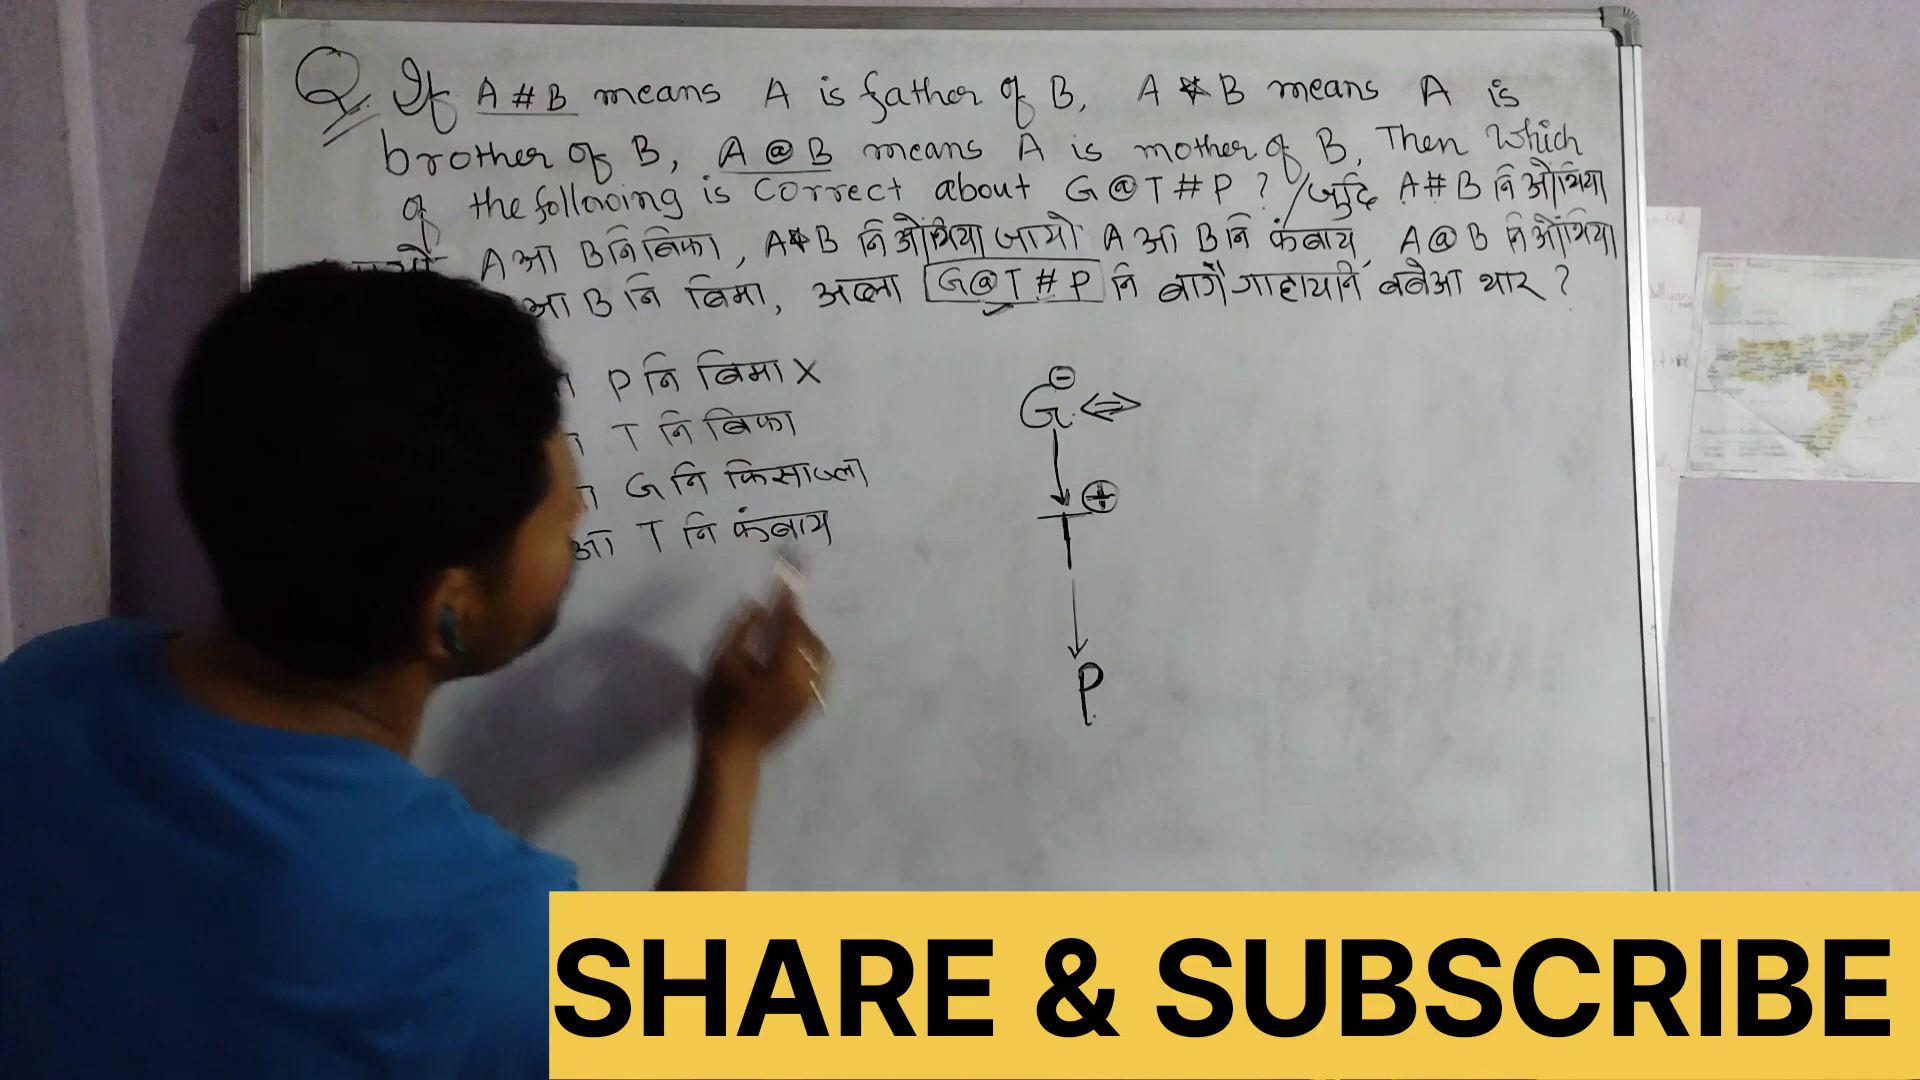 Q. If A # B means A is father of B, A * B means A is
brother of B, A @ B means A is mother of B, Then Which
of the following is correct about G @ T # P ? / जुदि A # B नि ओंथिया
A आ B नि बिफा, A * B नि ओंथिया जायो A आ B नि फंबाय, A @ B नि ओंथिया
आ B नि बिमा, अब्ला G @ T # P नि बागै गाहायनि बबेआ थार ?
P नि बिमा X
T नि बिफा
G नि फिसाज्ला
आ T नि फंबाय
G - ⇔
T +
P
SHARE & SUBSCRIBE